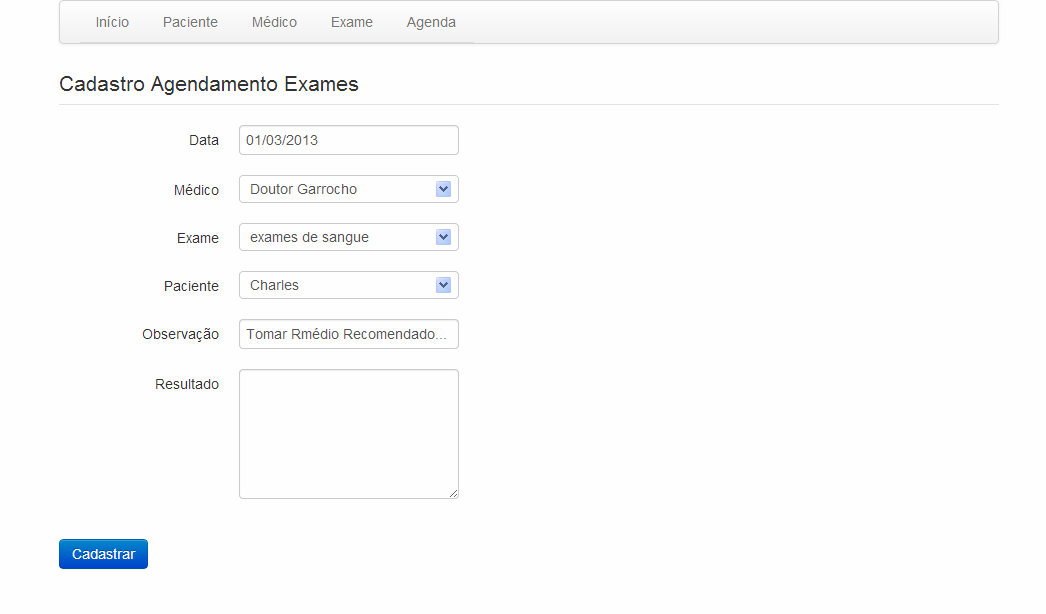 Início Paciente Médico Exame Agenda
Cadastro Agendamento Exames
Data 01/03/2013
Médico Doutor Garrocho
Exame exames de sangue
Paciente Charles
Observação Tomar Rmédio Recomendado...
Resultado
Cadastrar